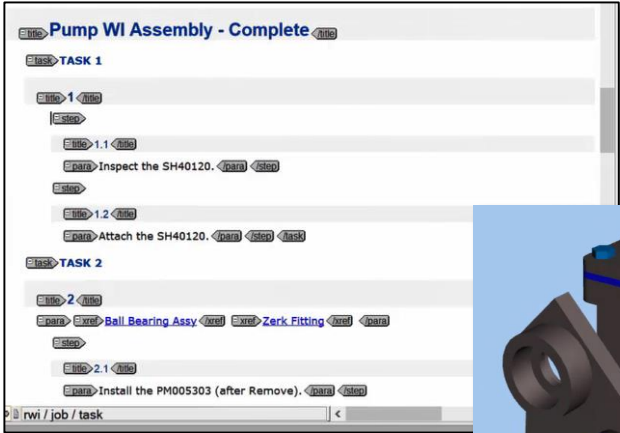 title Pump WI Assembly - Complete /title
task TASK 1
title 1 /title
step
title 1.1 /title
para Inspect the SH40120. /para /step
step
title 1.2 /title
para Attach the SH40120. /para /step /task
task TASK 2
title 2 /title
para xref Ball Bearing Assy /xref xref Zerk Fitting /xref /para
step
title 2.1 /title
para Install the PM005303 (after Remove). /para /step
rwi / job / task <